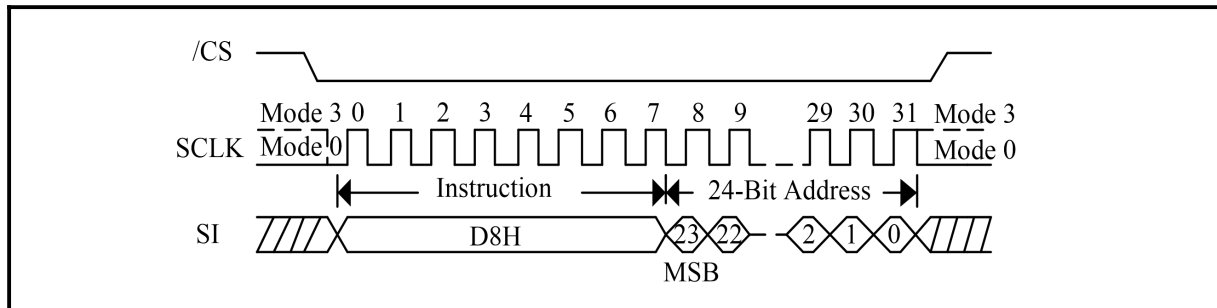 /CS
Mode 3 0 1 2 3 4 5 6 7 8 9 29 30 31 Mode 3
SCLK Mode 0 Mode 0
Instruction 24-Bit Address
SI D8H 23 22 2 1 0
MSB